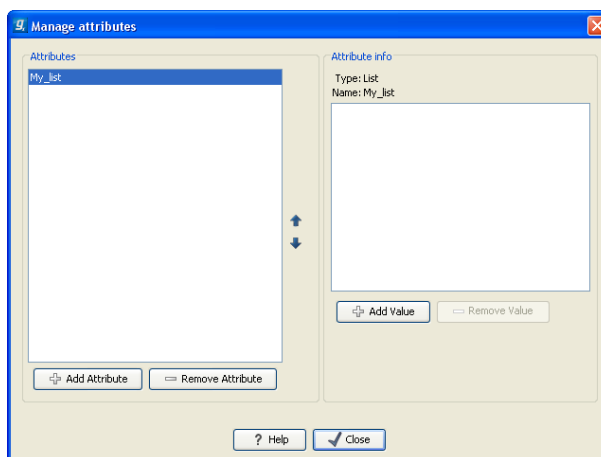 Manage attributes
Attributes
My_list
Add Attribute
Remove Attribute
Attribute info
Type: List
Name: My_list
Add Value
Remove Value
? Help
Close